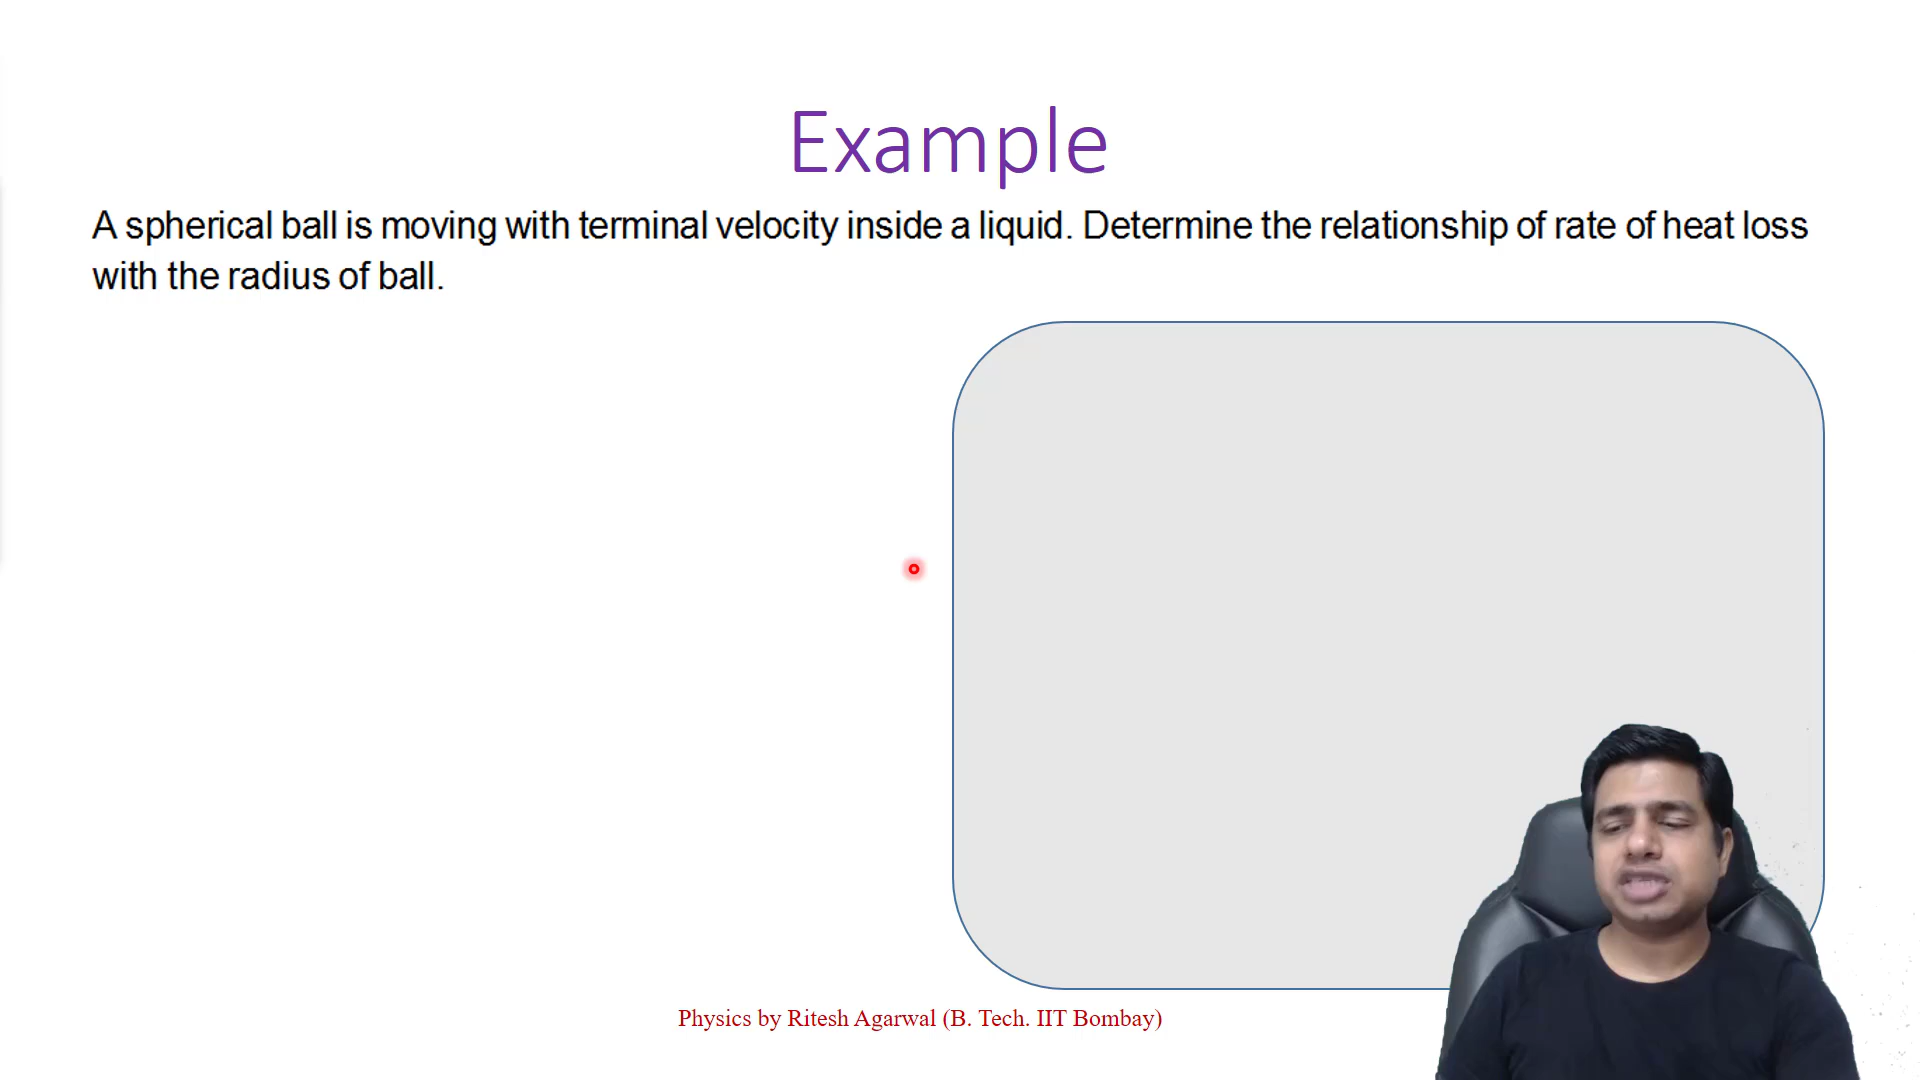 Example
A spherical ball is moving with terminal velocity inside a liquid. Determine the relationship of rate of heat loss
with the radius of ball.
Physics by Ritesh Agarwal (B. Tech. IIT Bombay)